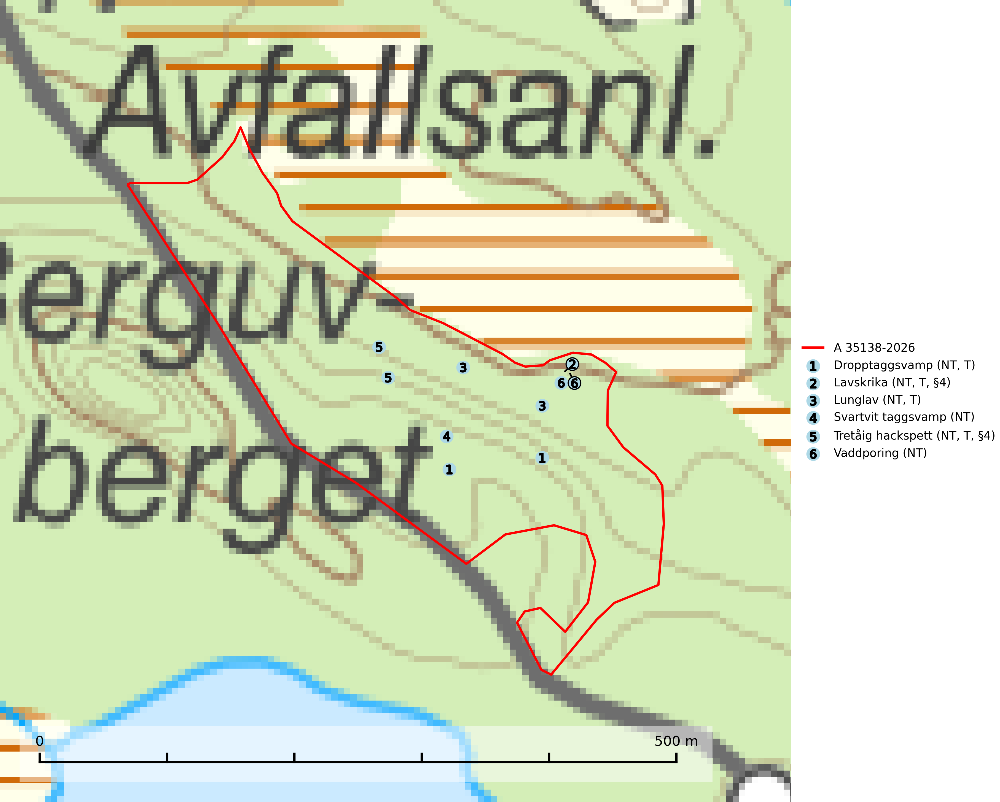 Avfallsanl.
erguv-
berget
5
3
5
2
6 6
3
4
1
1
A 35138-2026
1 Dropptaggsvamp (NT, T)
2 Lavskrika (NT, T, §4)
3 Lunglav (NT, T)
4 Svartvit taggsvamp (NT)
5 Tretåig hackspett (NT, T, §4)
6 Vaddporing (NT)
0 500 m